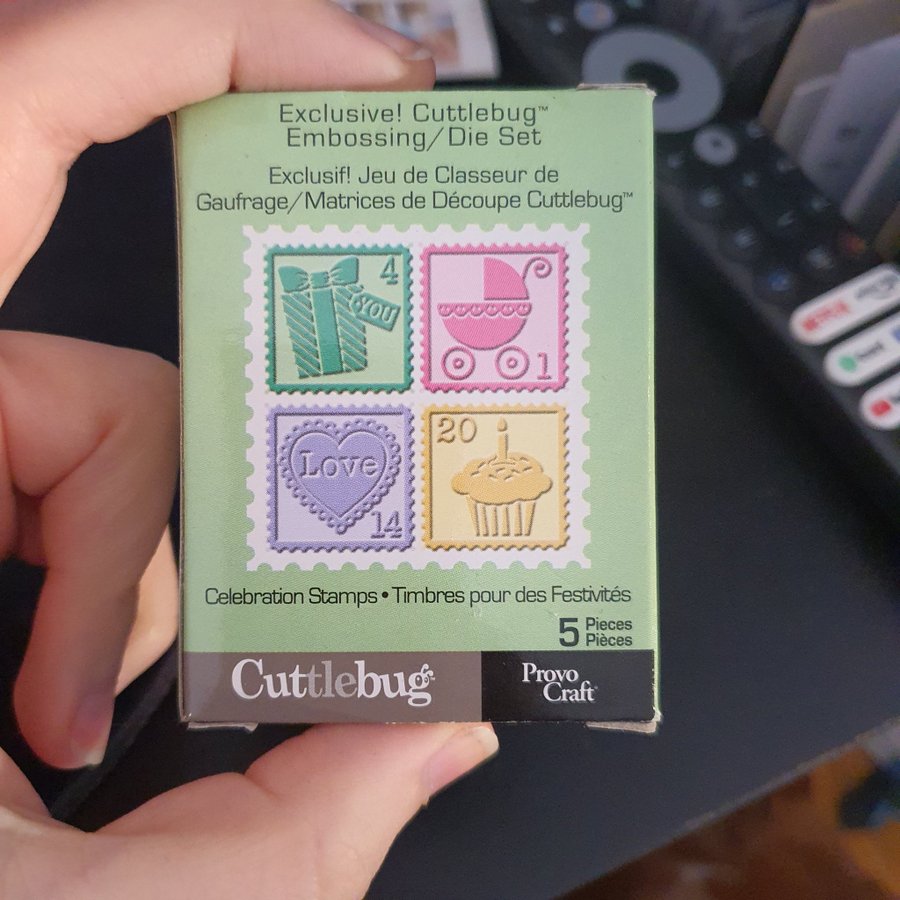 Exclusive! Cuttlebug™
Embossing/Die Set
Exclusif! Jeu de Classeur de
Gaufrage/Matrices de Découpe Cuttlebug™
4
YOU
1
Love
14
20
Celebration Stamps • Timbres pour des Festivités
5 Pieces
Pièces
Cuttlebug
Provo
Craft
NETFLIX